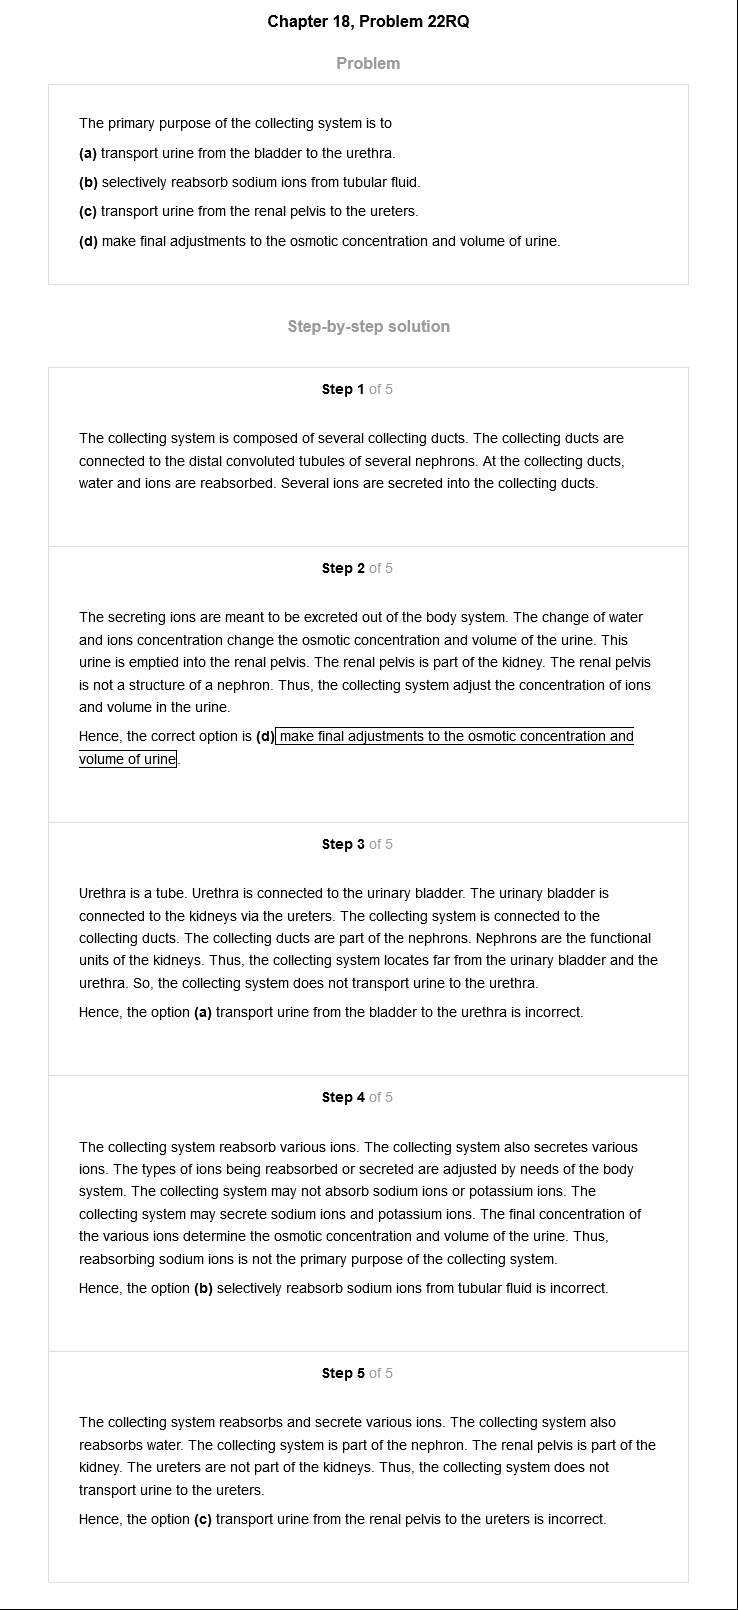 Chapter 18, Problem 22RQ
Problem
The primary purpose of the collecting system is to
(a) transport urine from the bladder to the urethra.
(b) selectively reabsorb sodium ions from tubular fluid.
(c) transport urine from the renal pelvis to the ureters.
(d) make final adjustments to the osmotic concentration and volume of urine.
Step-by-step solution
Step 1 of 5
The collecting system is composed of several collecting ducts. The collecting ducts are
connected to the distal convoluted tubules of several nephrons. At the collecting ducts,
water and ions are reabsorbed. Several ions are secreted into the collecting ducts.
Step 2 of 5
The secreting ions are meant to be excreted out of the body system. The change of water
and ions concentration change the osmotic concentration and volume of the urine. This
urine is emptied into the renal pelvis. The renal pelvis is part of the kidney. The renal pelvis
is not a structure of a nephron. Thus, the collecting system adjust the concentration of ions
and volume in the urine.
Hence, the correct option is (d) make final adjustments to the osmotic concentration and
volume of urine.
Step 3 of 5
Urethra is a tube. Urethra is connected to the urinary bladder. The urinary bladder is
connected to the kidneys via the ureters. The collecting system is connected to the
collecting ducts. The collecting ducts are part of the nephrons. Nephrons are the functional
units of the kidneys. Thus, the collecting system locates far from the urinary bladder and the
urethra. So, the collecting system does not transport urine to the urethra.
Hence, the option (a) transport urine from the bladder to the urethra is incorrect.
Step 4 of 5
The collecting system reabsorb various ions. The collecting system also secretes various
ions. The types of ions being reabsorbed or secreted are adjusted by needs of the body
system. The collecting system may not absorb sodium ions or potassium ions. The
collecting system may secrete sodium ions and potassium ions. The final concentration of
the various ions determine the osmotic concentration and volume of the urine. Thus,
reabsorbing sodium ions is not the primary purpose of the collecting system.
Hence, the option (b) selectively reabsorb sodium ions from tubular fluid is incorrect.
Step 5 of 5
The collecting system reabsorbs and secrete various ions. The collecting system also
reabsorbs water. The collecting system is part of the nephron. The renal pelvis is part of the
kidney. The ureters are not part of the kidneys. Thus, the collecting system does not
transport urine to the ureters.
Hence, the option (c) transport urine from the renal pelvis to the ureters is incorrect.